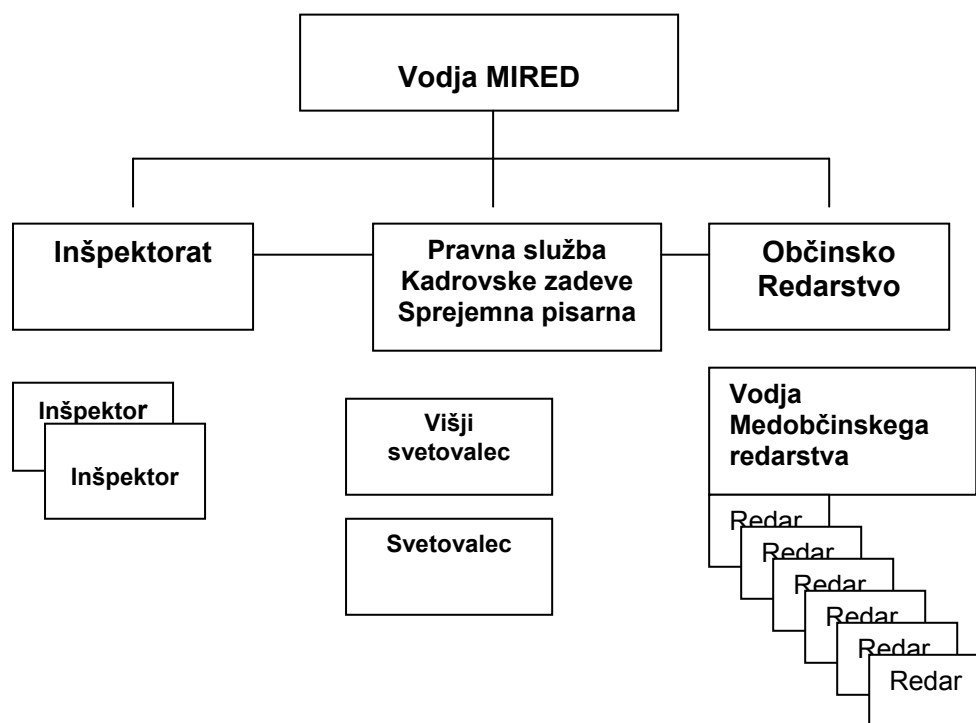 Vodja MIRED
Inšpektorat
Pravna služba
Kadrovske zadeve
Sprejemna pisarna
Občinsko
Redarstvo
Inšpektor
Inšpektor
Višji
svetovalec
Svetovalec
Vodja
Medobčinskega
redarstva
Redar
Redar
Redar
Redar
Redar
Redar